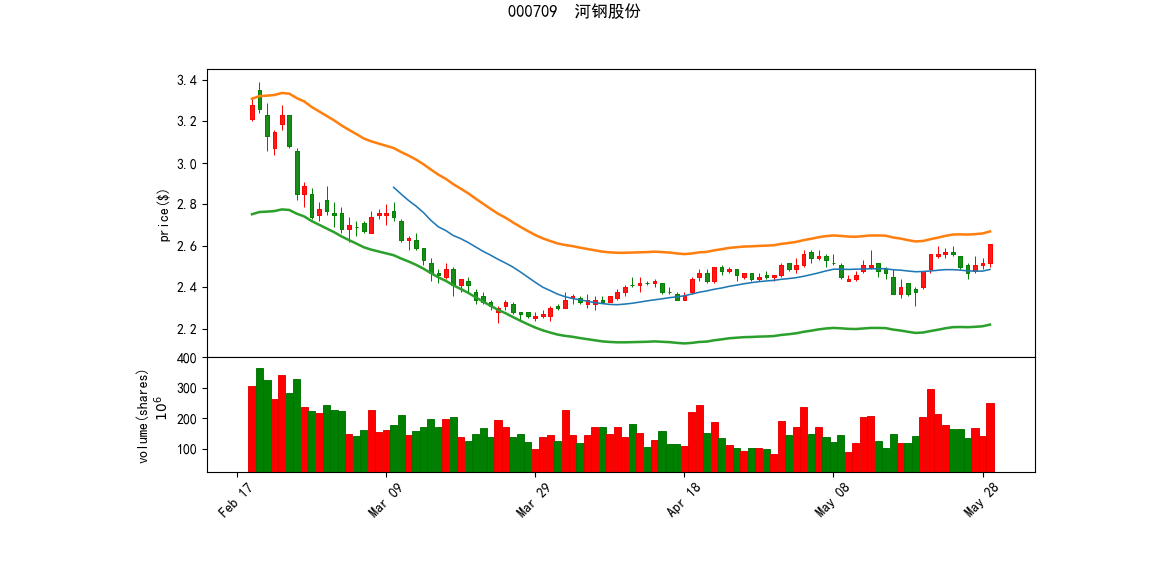 000709 河钢股份
price($)
3.4
3.2
3.0
2.8
2.6
2.4
2.2
volume(shares)
10^6
400
300
200
100
Feb 17
Mar 09
Mar 29
Apr 18
May 08
May 28